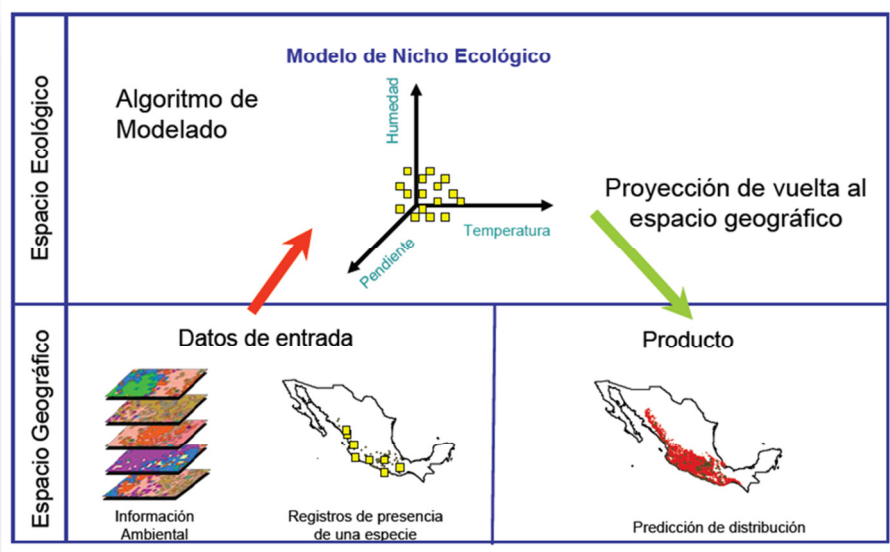 Espacio Ecológico
Modelo de Nicho Ecológico
Algoritmo de
Modelado
Humedad
Temperatura
Pendiente
Proyección de vuelta al
espacio geográfico
Espacio Geográfico
Datos de entrada
Información
Ambiental
Registros de presencia
de una especie
Producto
Predicción de distribución